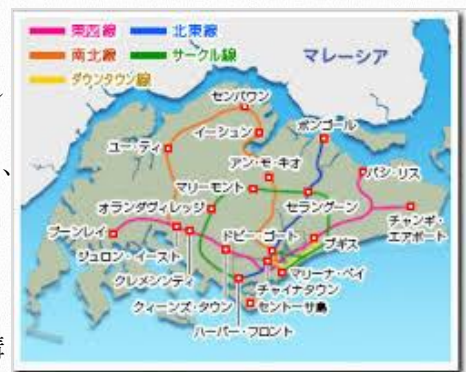 東西線 北東線
南北線 サークル線
ダウンタウン線
マレーシア
センバワン
ポンゴール
イーシュン
ユー・ティ
アン・モ・キオ
パシ・リス
マリーモント
オランダヴィレッジ
セラングーン
チャンギ・
エアポート
ブーンレイ
ドビー・ゴート
ブギス
ジュロン・イースト
マリーナ・ベイ
クレメンンティ
チャイナタウン
クィーンズ・タウン
セントーサ島
ハーバー・フロント
、